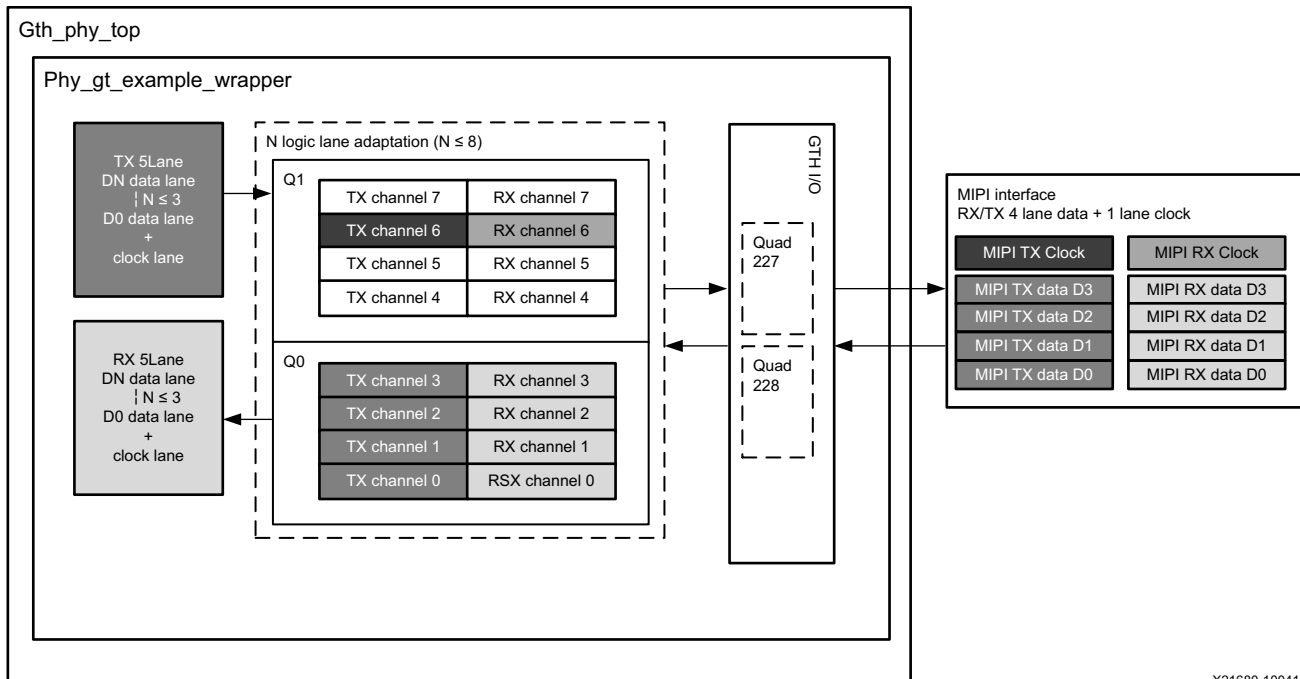 Gth_phy_top
Phy_gt_example_wrapper
TX 5Lane
DN data lane
¦ N ≤ 3
D0 data lane
+
clock lane
RX 5Lane
DN data lane
¦ N ≤ 3
D0 data lane
+
clock lane
N logic lane adaptation (N ≤ 8)
Q1
TX channel 7 RX channel 7
TX channel 6 RX channel 6
TX channel 5 RX channel 5
TX channel 4 RX channel 4
Q0
TX channel 3 RX channel 3
TX channel 2 RX channel 2
TX channel 1 RX channel 1
TX channel 0 RSX channel 0
GTH I/O
Quad
227
Quad
228
MIPI interface
RX/TX 4 lane data + 1 lane clock
MIPI TX Clock MIPI RX Clock
MIPI TX data D3 MIPI RX data D3
MIPI TX data D2 MIPI RX data D2
MIPI TX data D1 MIPI RX data D1
MIPI TX data D0 MIPI RX data D0